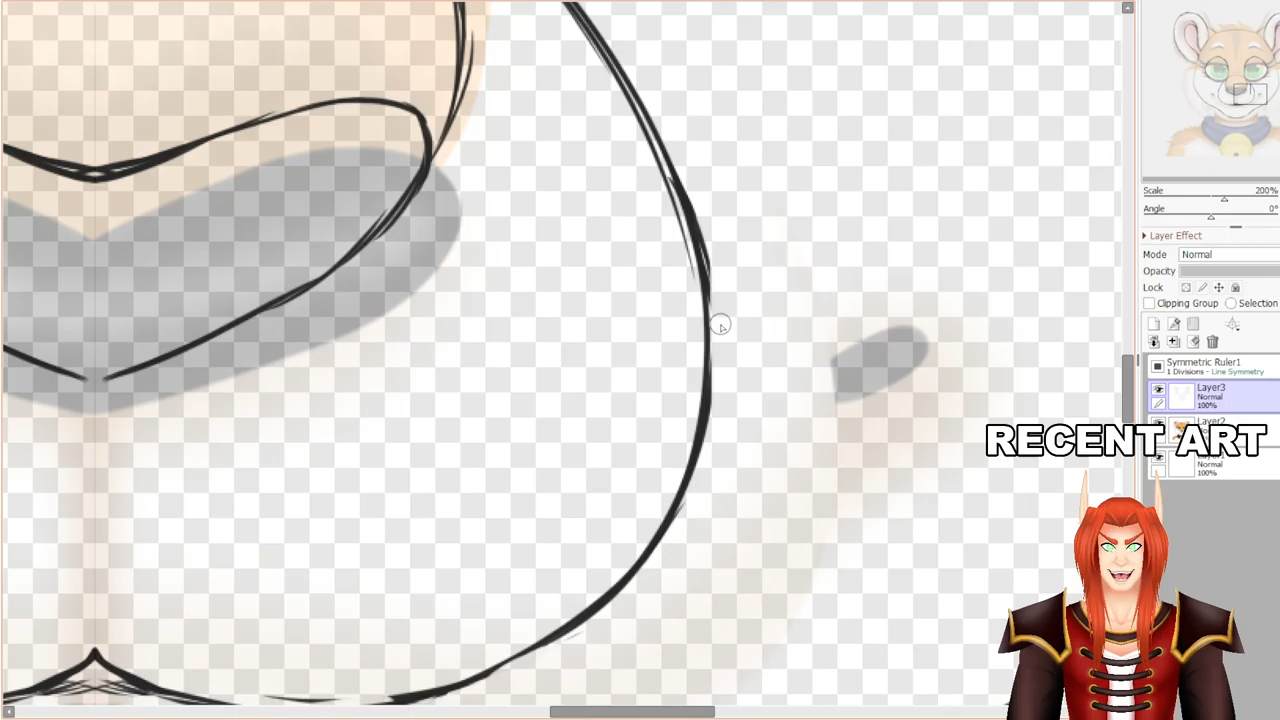 Scale 200%
Angle 0°
Layer Effect
Mode Normal
Opacity
Lock
Clipping Group Selection
Symmetric Ruler1
1 Divisions - Line Symmetry
Layer3
Normal
100%
Layer2
RECENT ART
Normal
100%